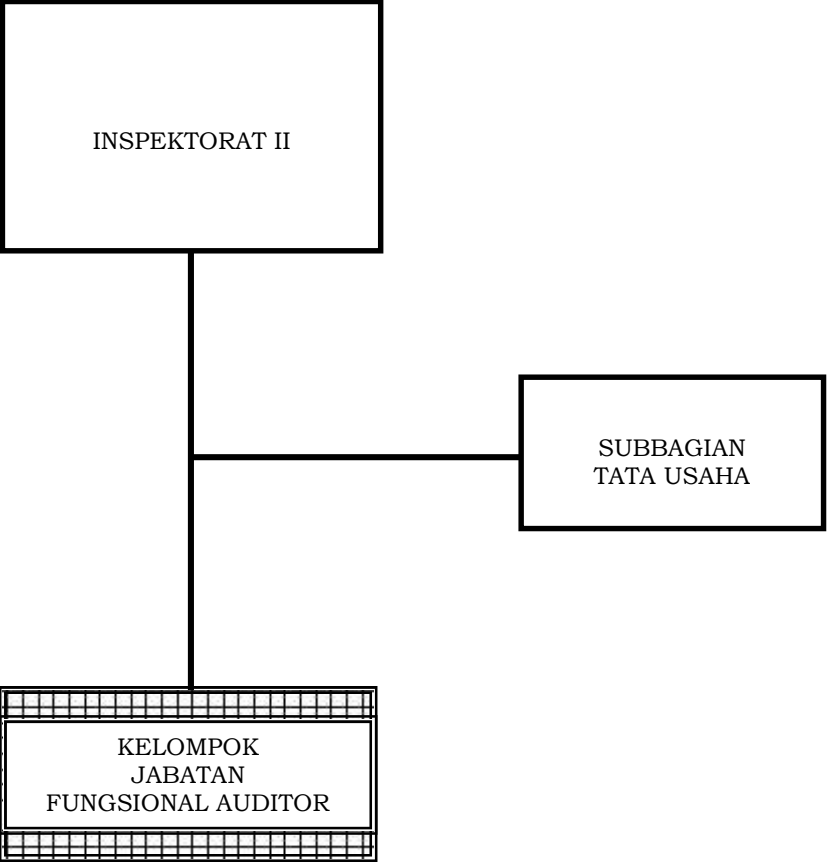 INSPEKTORAT II
SUBBAGIAN
TATA USAHA
KELOMPOK
JABATAN
FUNGSIONAL AUDITOR